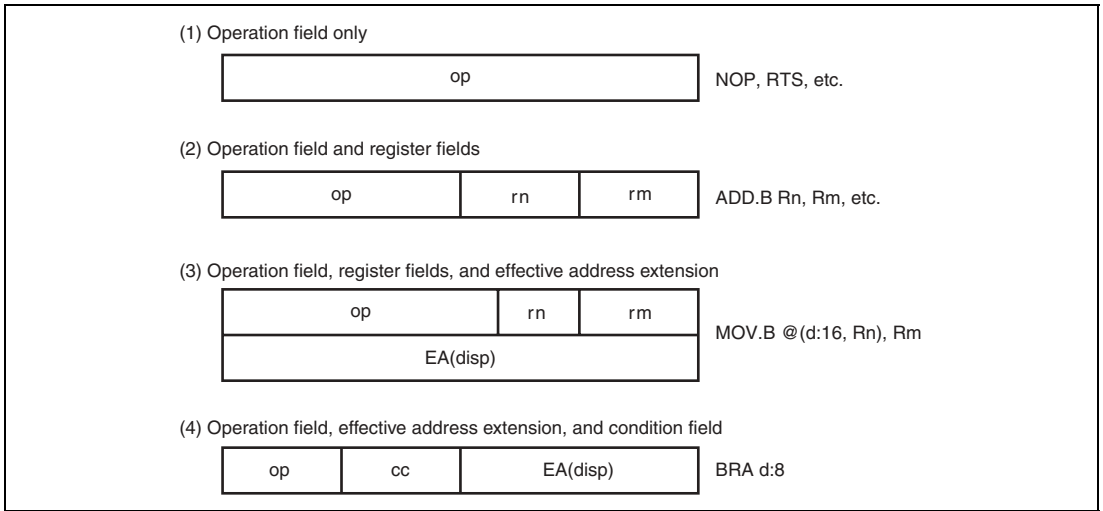 (1) Operation field only
op
NOP, RTS, etc.
(2) Operation field and register fields
op rn rm
ADD.B Rn, Rm, etc.
(3) Operation field, register fields, and effective address extension
op rn rm
EA(disp)
MOV.B @(d:16, Rn), Rm
(4) Operation field, effective address extension, and condition field
op cc EA(disp)
BRA d:8